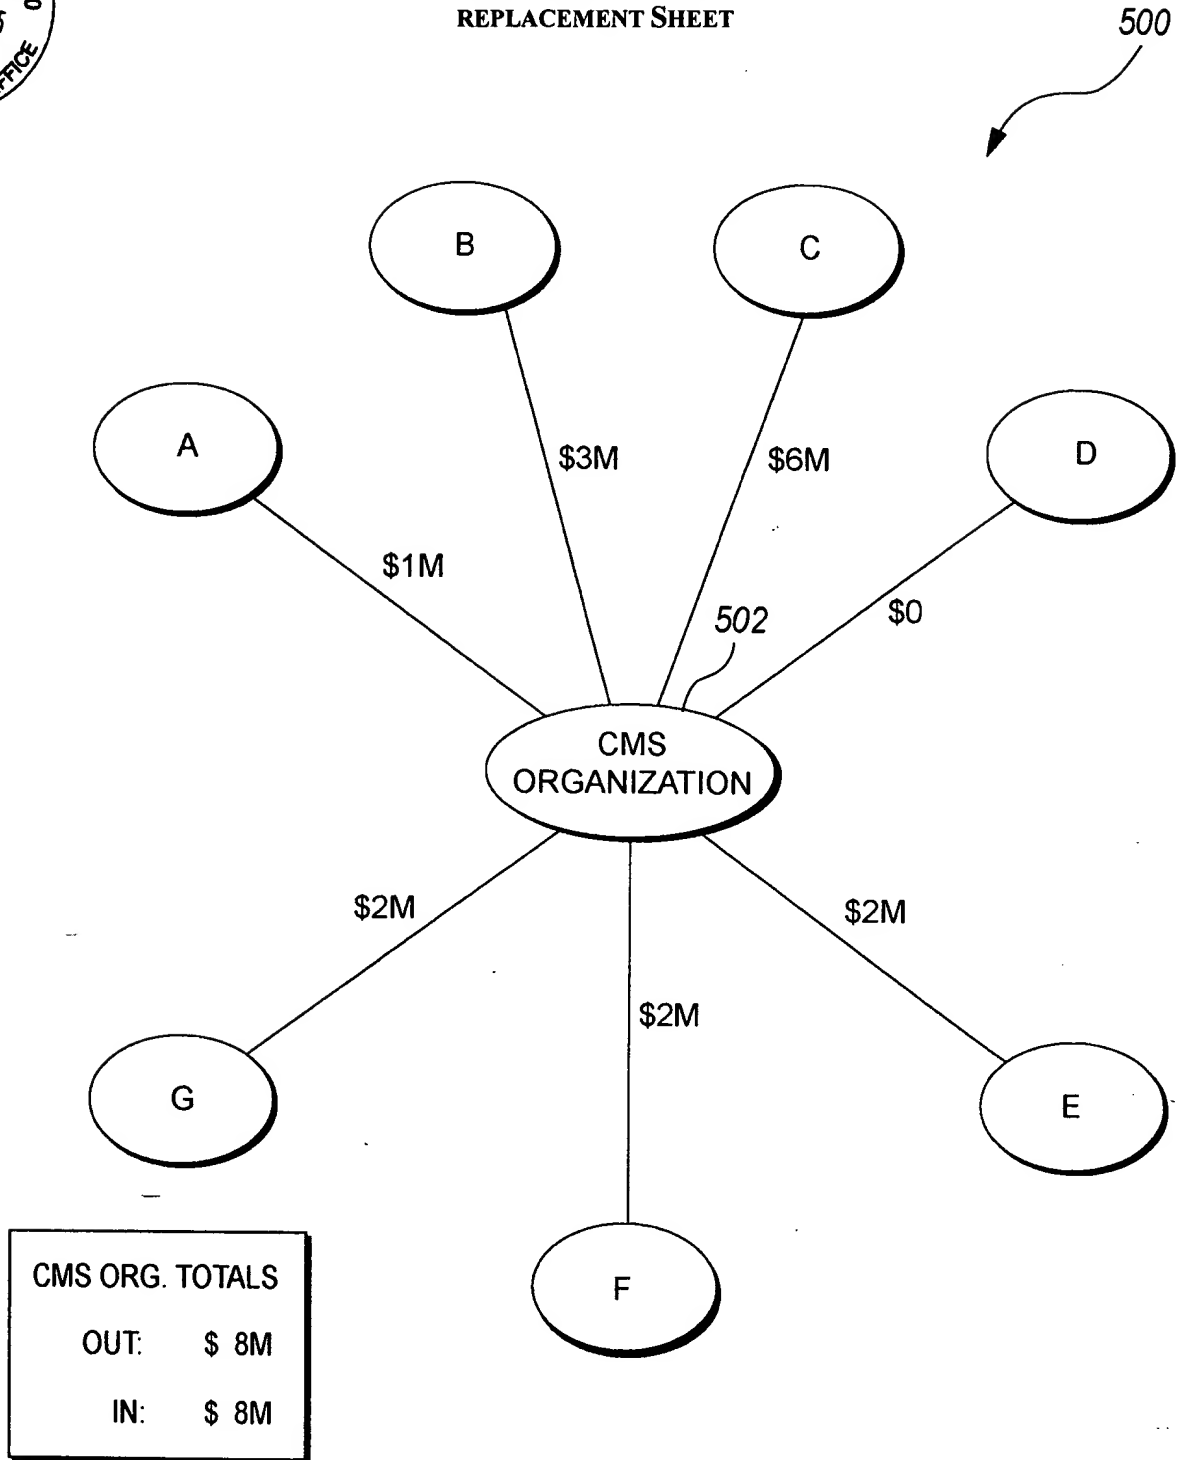 REPLACEMENT SHEET
500
FFICE
B
C
A
D
$3M
$6M
$1M
$0
502
CMS
ORGANIZATION
$2M
$2M
$2M
G
E
F
CMS ORG. TOTALS
OUT: $ 8M
IN: $ 8M